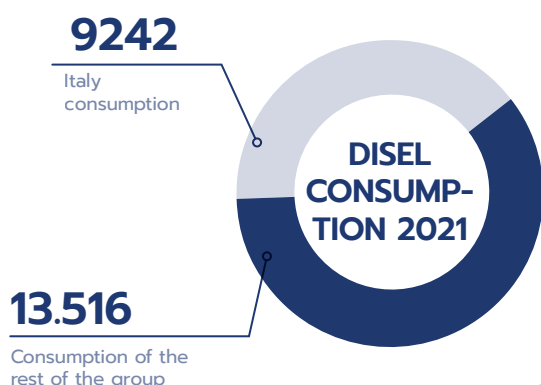 9242
Italy
consumption
DISEL
CONSUMP-
TION 2021
13.516
Consumption of the
rest of the group